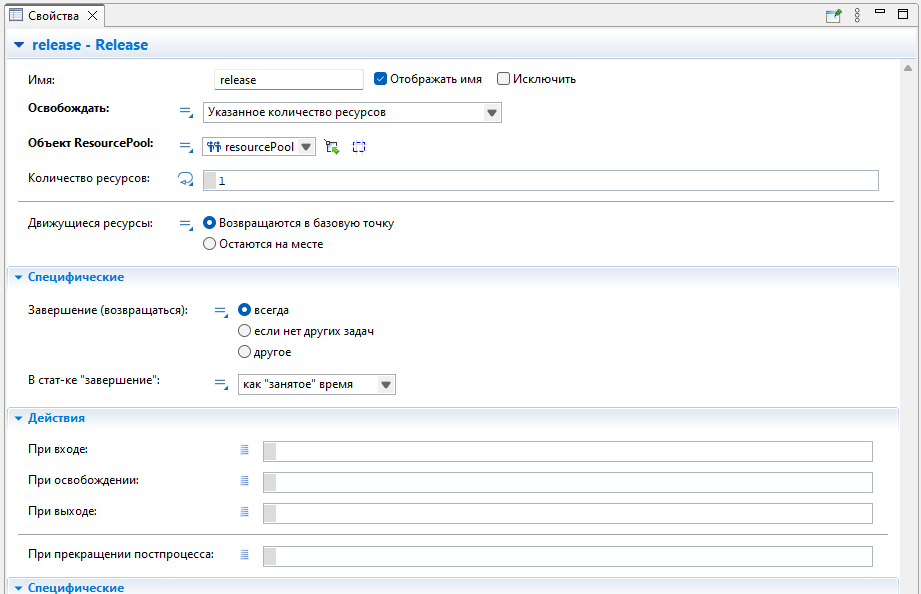 Свойства
release - Release
Имя: release Отображать имя Исключить
Освобождать: Указанное количество ресурсов
Объект ResourcePool: resourcePool
Количество ресурсов: 1
Движущиеся ресурсы: Возвращаются в базовую точку
Остаются на месте
Специфические
Завершение (возвращаться): всегда
если нет других задач
другое
В стат-ке "завершение": как "занятое" время
Действия
При входе:
При освобождении:
При выходе:
При прекращении постпроцесса:
Специфические